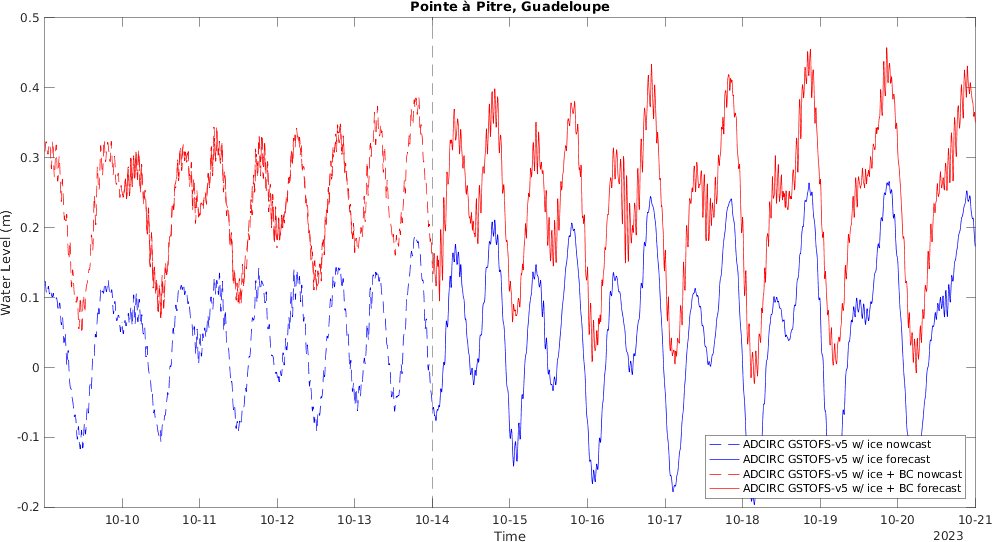 Pointe à Pitre, Guadeloupe
0.5
0.4
0.3
0.2
0.1
0
-0.1
-0.2
Water Level (m)
ADCIRC GSTOFS-v5 w/ ice nowcast
ADCIRC GSTOFS-v5 w/ ice forecast
ADCIRC GSTOFS-v5 w/ ice + BC nowcast
ADCIRC GSTOFS-v5 w/ ice + BC forecast
10-10 10-11 10-12 10-13 10-14 10-15 10-16 10-17 10-18 10-19 10-20 10-21
Time
2023